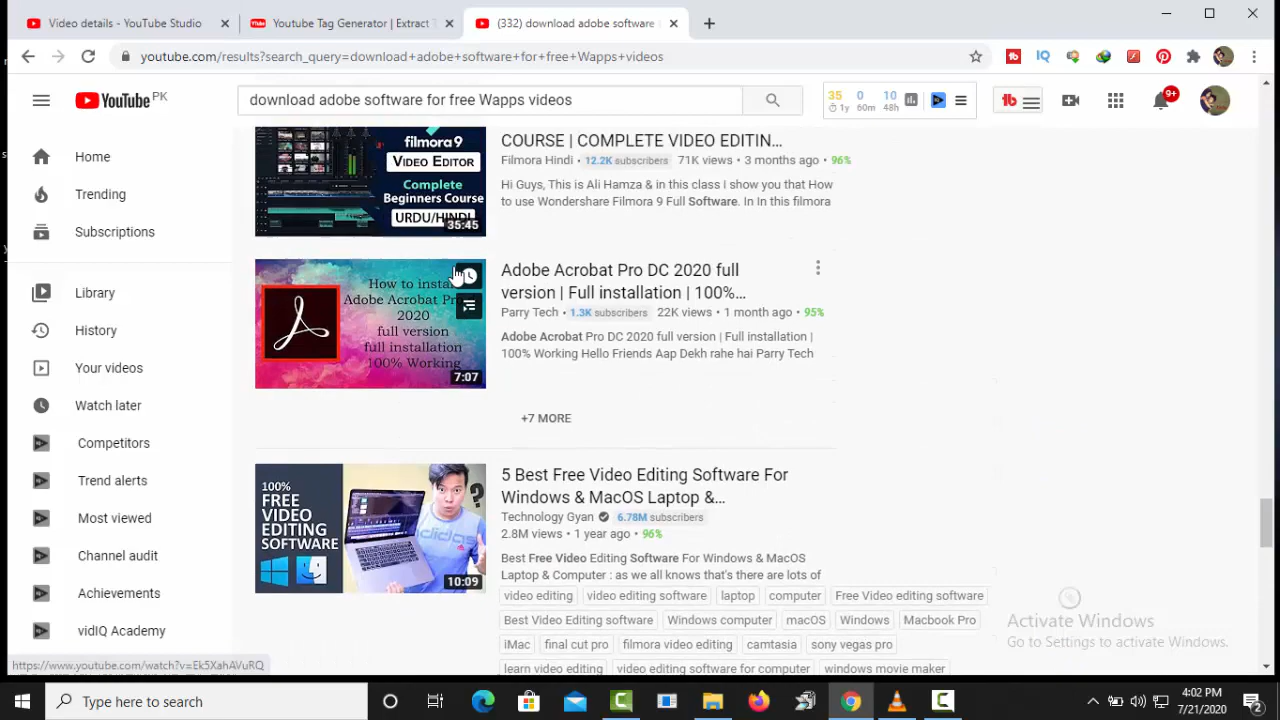 Video details - YouTube Studio
Youtube Tag Generator | Extract T
(332) download adobe software
youtube.com/results?search_query=download+adobe+software+for+free+Wapps+videos
YouTube PK
download adobe software for free Wapps videos
35 0 10
1y 60m 48h
9+
Home
Trending
Subscriptions
Library
History
Your videos
Watch later
Competitors
Trend alerts
Most viewed
Channel audit
Achievements
vidIQ Academy
filmora 9
VIDEO EDITOR
Complete
Beginners Course
URDU/HINDI
35:45
COURSE | COMPLETE VIDEO EDITIN...
Filmora Hindi • 12.2K subscribers 71K views • 3 months ago • 96%
Hi Guys, This is Ali Hamza & in this class I show you that How
to use Wondershare Filmora 9 Full Software. In In this filmora
How to instal
Adobe Acrobat Pro
2020
full version
full installation
100% Working
7:07
Adobe Acrobat Pro DC 2020 full
version | Full installation | 100%...
Parry Tech • 1.3K subscribers 22K views • 1 month ago • 95%
Adobe Acrobat Pro DC 2020 full version | Full installation |
100% Working Hello Friends Aap Dekh rahe hai Parry Tech
+7 MORE
100%
FREE
VIDEO
EDITING
SOFTWARE
10:09
5 Best Free Video Editing Software For
Windows & MacOS Laptop &...
Technology Gyan 6.78M subscribers
2.8M views • 1 year ago • 96%
Best Free Video Editing Software For Windows & MacOS
Laptop & Computer : as we all knows that's there are lots of
video editing video editing software laptop computer Free Video editing software
Best Video Editing software Windows computer macOS Windows Macbook Pro
iMac final cut pro filmora video editing camtasia sony vegas pro
learn video editing video editing software for computer windows movie maker
Activate Windows
Go to Settings to activate Windows.
https://www.youtube.com/watch?v=Ek5XahAVuRQ
Type here to search
4:02 PM
7/21/2020
2